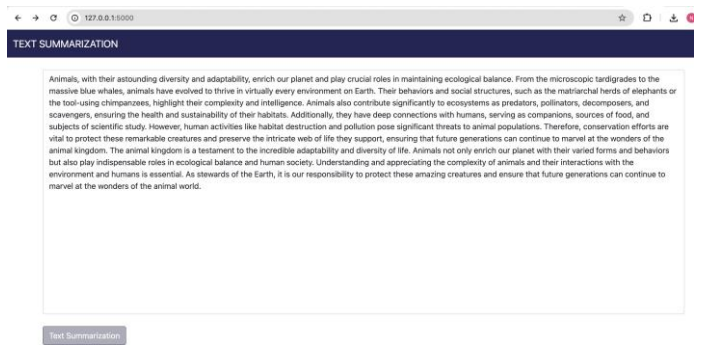 127.0.0.1:5000
TEXT SUMMARIZATION
Animals, with their astounding diversity and adaptability, enrich our planet and play crucial roles in maintaining ecological balance. From the microscopic tardigrades to the
massive blue whales, animals have evolved to thrive in virtually every environment on Earth. Their behaviors and social structures, such as the matriarchal herds of elephants or
the tool-using chimpanzees, highlight their complexity and intelligence. Animals also contribute significantly to ecosystems as predators, pollinators, decomposers, and
scavengers, ensuring the health and sustainability of their habitats. Additionally, they have deep connections with humans, serving as companions, sources of food, and
subjects of scientific study. However, human activities like habitat destruction and pollution pose significant threats to animal populations. Therefore, conservation efforts are
vital to protect these remarkable creatures and preserve the intricate web of life they support, ensuring that future generations can continue to marvel at the wonders of the
animal kingdom. The animal kingdom is a testament to the incredible adaptability and diversity of life. Animals not only enrich our planet with their varied forms and behaviors
but also play indispensable roles in ecological balance and human society. Understanding and appreciating the complexity of animals and their interactions with the
environment and humans is essential. As stewards of the Earth, it is our responsibility to protect these amazing creatures and ensure that future generations can continue to
marvel at the wonders of the animal world.
Text Summarization